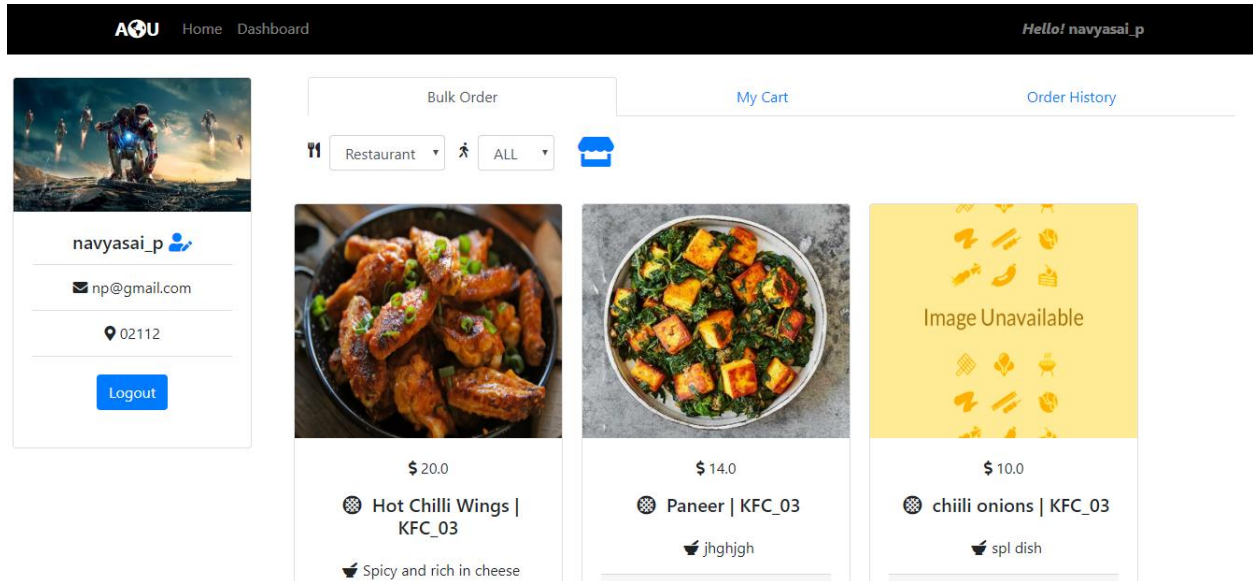 AOU Home Dashboard Hello! navyasai_p
Bulk Order My Cart Order History
Restaurant ALL
navyasai_p
np@gmail.com
02112
Logout
Image Unavailable
$ 20.0
Hot Chilli Wings |
KFC_03
Spicy and rich in cheese
$ 14.0
Paneer | KFC_03
jhghjgh
$ 10.0
chiili onions | KFC_03
spl dish